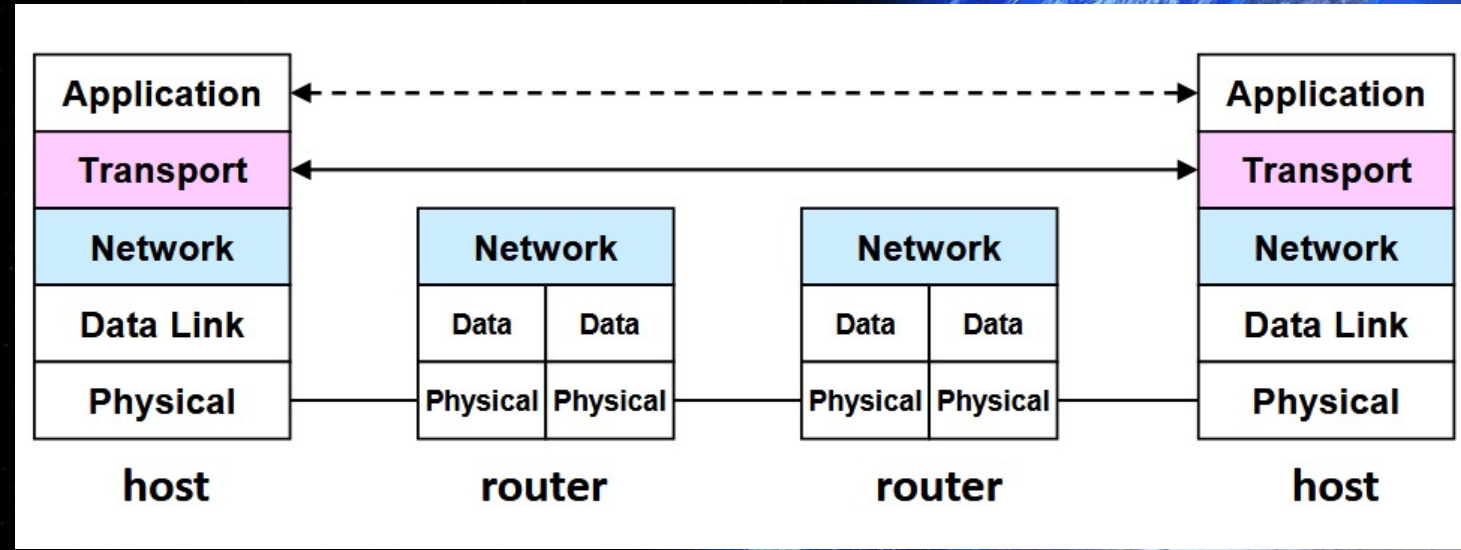 Application Application
Transport Transport
Network Network Network Network
Data Link Data Data Data Data Data Link
Physical Physical Physical Physical Physical Physical
host router router host